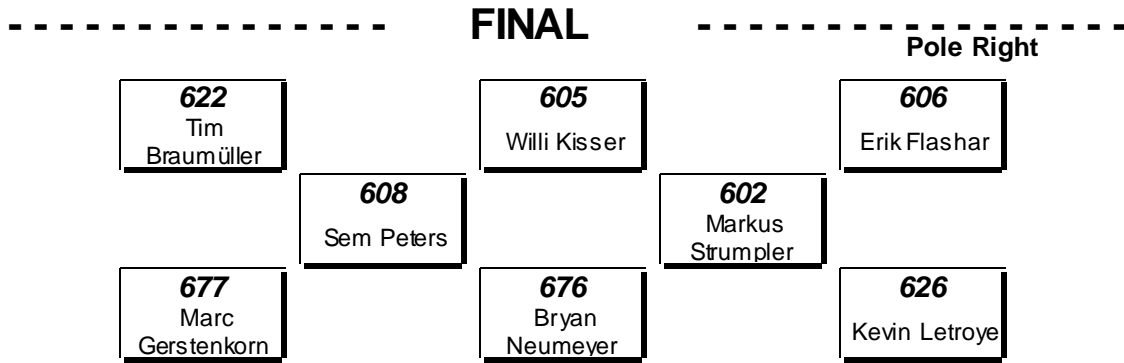 FINAL
Pole Right
622
Tim
Braumüller
605
Willi Kisser
606
Erik Flashar
608
Sem Peters
602
Markus
Strumpler
677
Marc
Gerstenkorn
676
Bryan
Neumeyer
626
Kevin Letroye